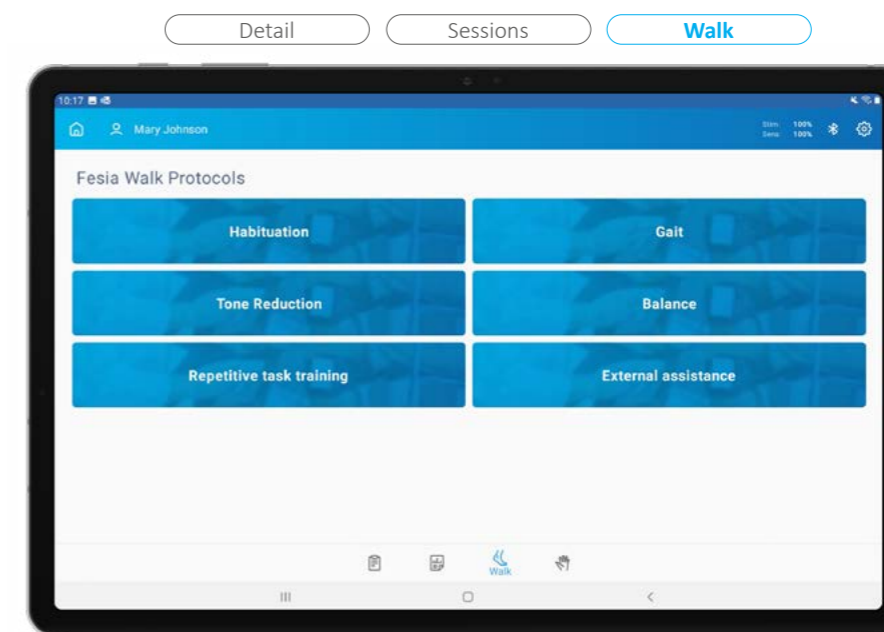 Detail Sessions Walk
10:17
Mary Johnson
Stim: 100%
Sens: 100%
Fesia Walk Protocols
Habituation Gait
Tone Reduction Balance
Repetitive task training External assistance
Walk